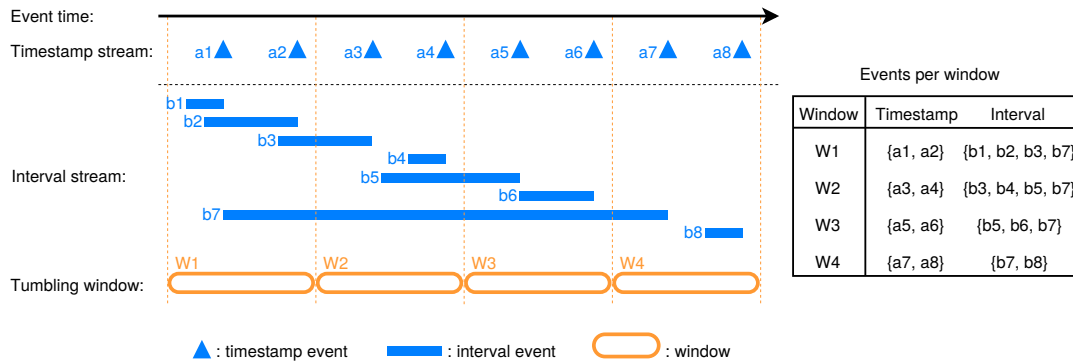 Event time:
Timestamp stream:
a1 a2 a3 a4 a5 a6 a7 a8
b1
b2
b3
b4
Interval stream:
b5
b6
b7
b8
W1 W2 W3 W4
Tumbling window:
: timestamp event : interval event : window
Events per window
Window Timestamp Interval
W1 {a1, a2} {b1, b2, b3, b7}
W2 {a3, a4} {b3, b4, b5, b7}
W3 {a5, a6} {b5, b6, b7}
W4 {a7, a8} {b7, b8}